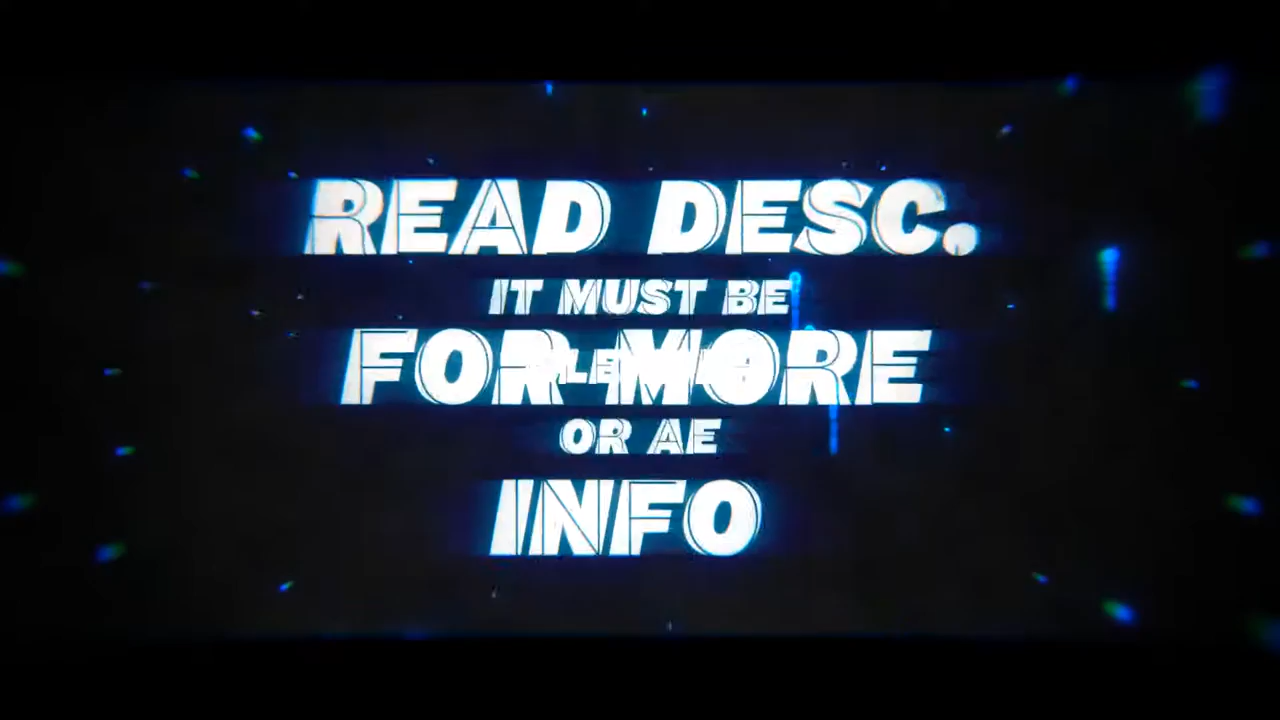 READ DESC.
IT MUST BE
FOR MORE
OR AE
INFO